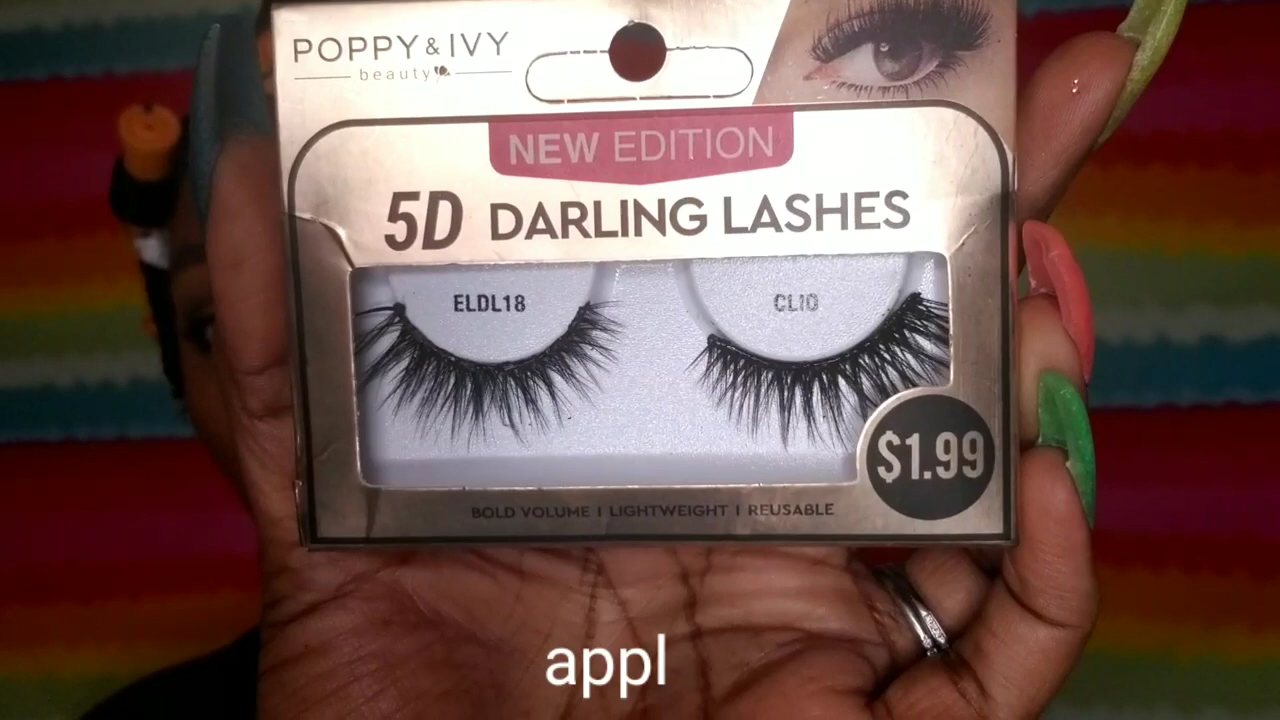 POPPY & IVY
beauty
NEW EDITION
5D DARLING LASHES
ELDL18
CLIO
$1.99
BOLD VOLUME | LIGHTWEIGHT | REUSABLE
appl